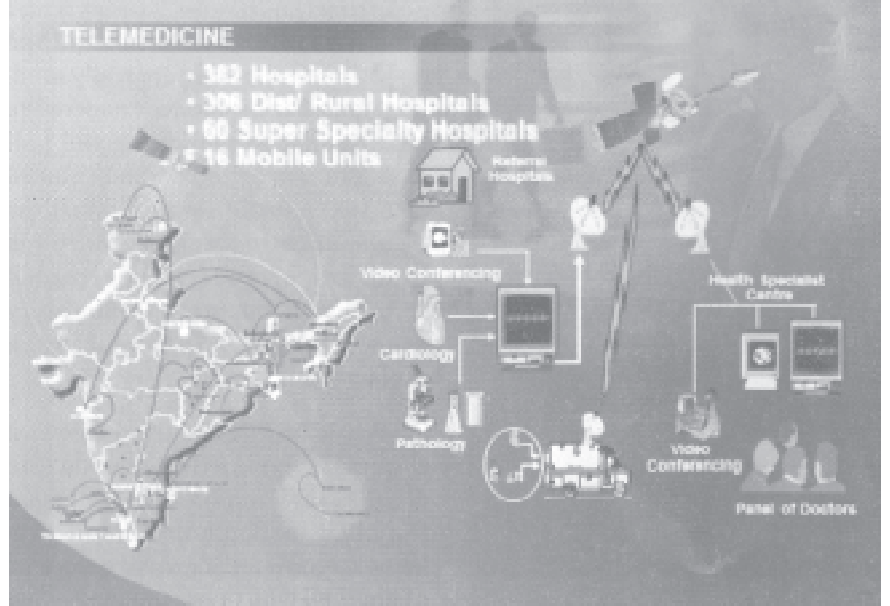 TELEMEDICINE
• 382 Hospitals
• 306 Dist/ Rural Hospitals
• 60 Super Specialty Hospitals
• 16 Mobile Units
Referral
Hospitals
Video Conferencing
Health Specialist
Centre
Cardiology
Pathology
Video
Conferencing
Panel of Doctors